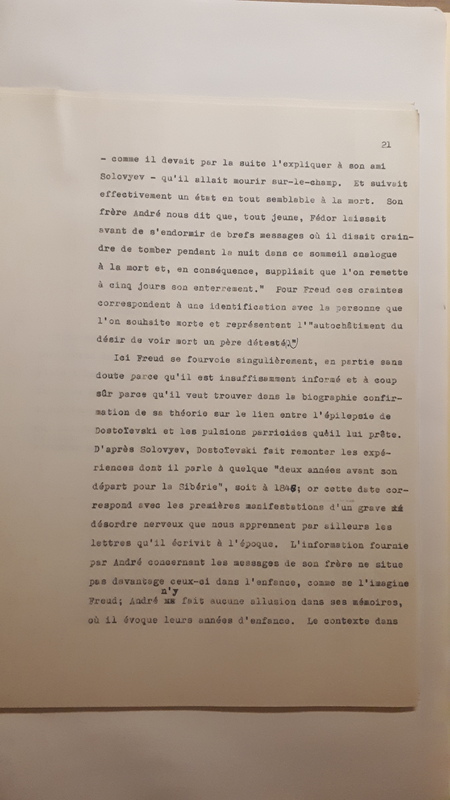 21
- comme il devait par la suite l'expliquer à son ami
Solovyev - qu'il allait mourir sur-le-champ. Et suivait
effectivement un état en tout semblable à la mort. Son
frère André nous dit que, tout jeune, Fédor laissait
avant de s'endormir de brefs messages où il disait crain-
dre de tomber pendant la nuit dans ce sommeil analogue
à la mort et, en conséquence, suppliait que l'on remette
à cinq jours son enterrement." Pour Freud ces craintes
correspondent à une identification avec la personne que
l'on souhaite morte et représentent l'"autochâtiment du
désir de voir mort un père détesté."
Ici Freud se fourvoie singulièrement, en partie sans
doute parce qu'il est insuffisamment informé et à coup
sûr parce qu'il veut trouver dans la biographie confir-
mation de sa théorie sur le lien entre l'épilepsie de
Dostoïevski et les pulsions parricides quèil lui prête.
D'après Solovyev, Dostoïevski fait remonter les expé-
riences dont il parle à quelque "deux années avant son
départ pour la Sibérie", soit à 1846; or cette date cor-
respond avec les premières manifestations d'un grave
désordre nerveux que nous apprennent par ailleurs les
lettres qu'il écrivit à l'époque. L'information fournie
par André concernant les messages de son frère ne situe
pas davantage ceux-ci dans l'enfance, comme se l'imagine
Freud; André n'y fait aucune allusion dans ses mémoires,
où il évoque leurs années d'enfance. Le contexte dans